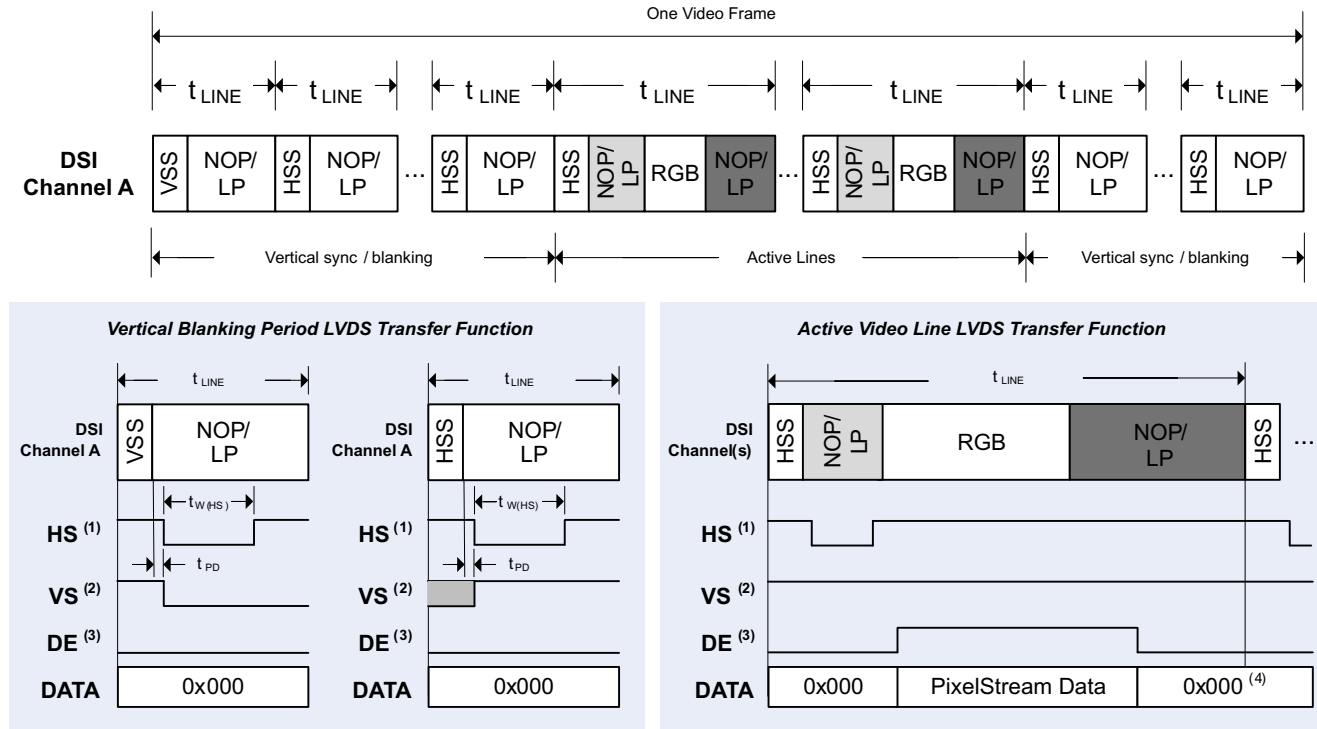 One Video Frame
t LINE t LINE t LINE t LINE t LINE t LINE t LINE
DSI Channel A
VSS NOP/ LP HSS NOP/ LP ... HSS NOP/ LP HSS NOP/ LP RGB NOP/ LP ... HSS NOP/ LP RGB NOP/ LP HSS NOP/ LP ... HSS NOP/ LP
Vertical sync / blanking Active Lines Vertical sync / blanking
Vertical Blanking Period LVDS Transfer Function
t LINE t LINE
DSI Channel A VSS NOP/ LP DSI Channel A HSS NOP/ LP
t W(HS) t W(HS)
HS (1) HS (1)
t PD t PD
VS (2) VS (2)
DE (3) DE (3)
DATA 0x000 DATA 0x000
Active Video Line LVDS Transfer Function
t LINE
DSI Channel(s) HSS NOP/ LP RGB NOP/ LP HSS ...
HS (1)
VS (2)
DE (3)
DATA 0x000 PixelStream Data 0x000 (4)